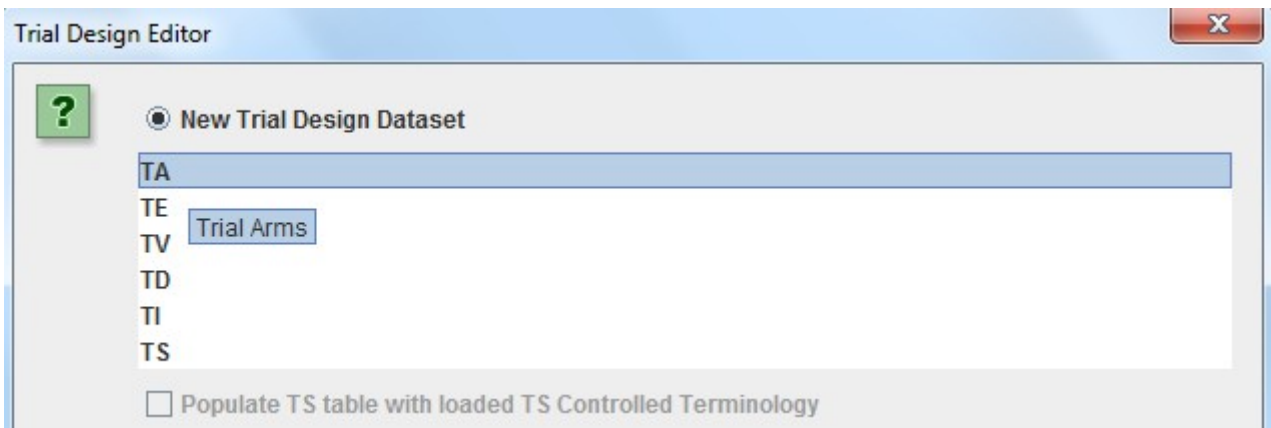 Trial Design Editor
x
?
New Trial Design Dataset
TA
TE
Trial Arms
TV
TD
TI
TS
Populate TS table with loaded TS Controlled Terminology